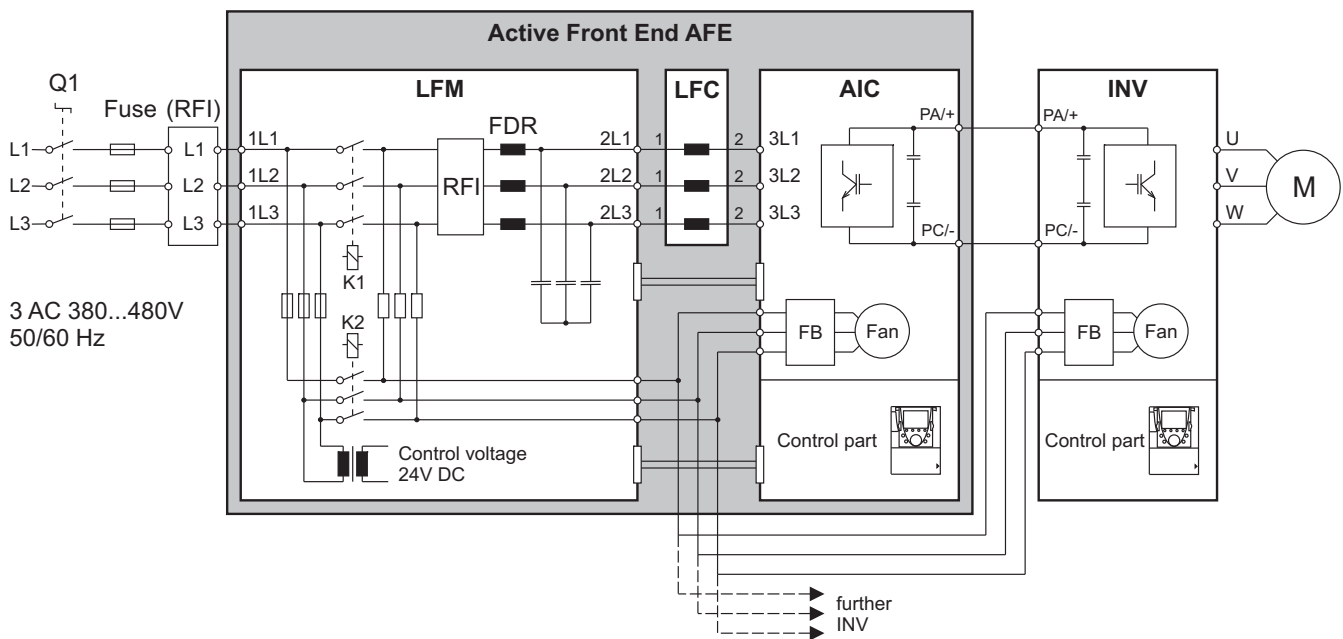 Active Front End AFE
Q1
Fuse
(RFI)
LFM
LFC
AIC
INV
FDR
PA/+
PA/+
L1
L1
1L1
2L1
1
2
3L1
U
L2
L2
1L2
RFI
2L2
1
2
3L2
V
M
L3
L3
1L3
2L3
1
2
3L3
W
PC/-
PC/-
K1
3 AC 380...480V
50/60 Hz
K2
FB
Fan
FB
Fan
Control voltage
24V DC
Control part
Control part
further
INV